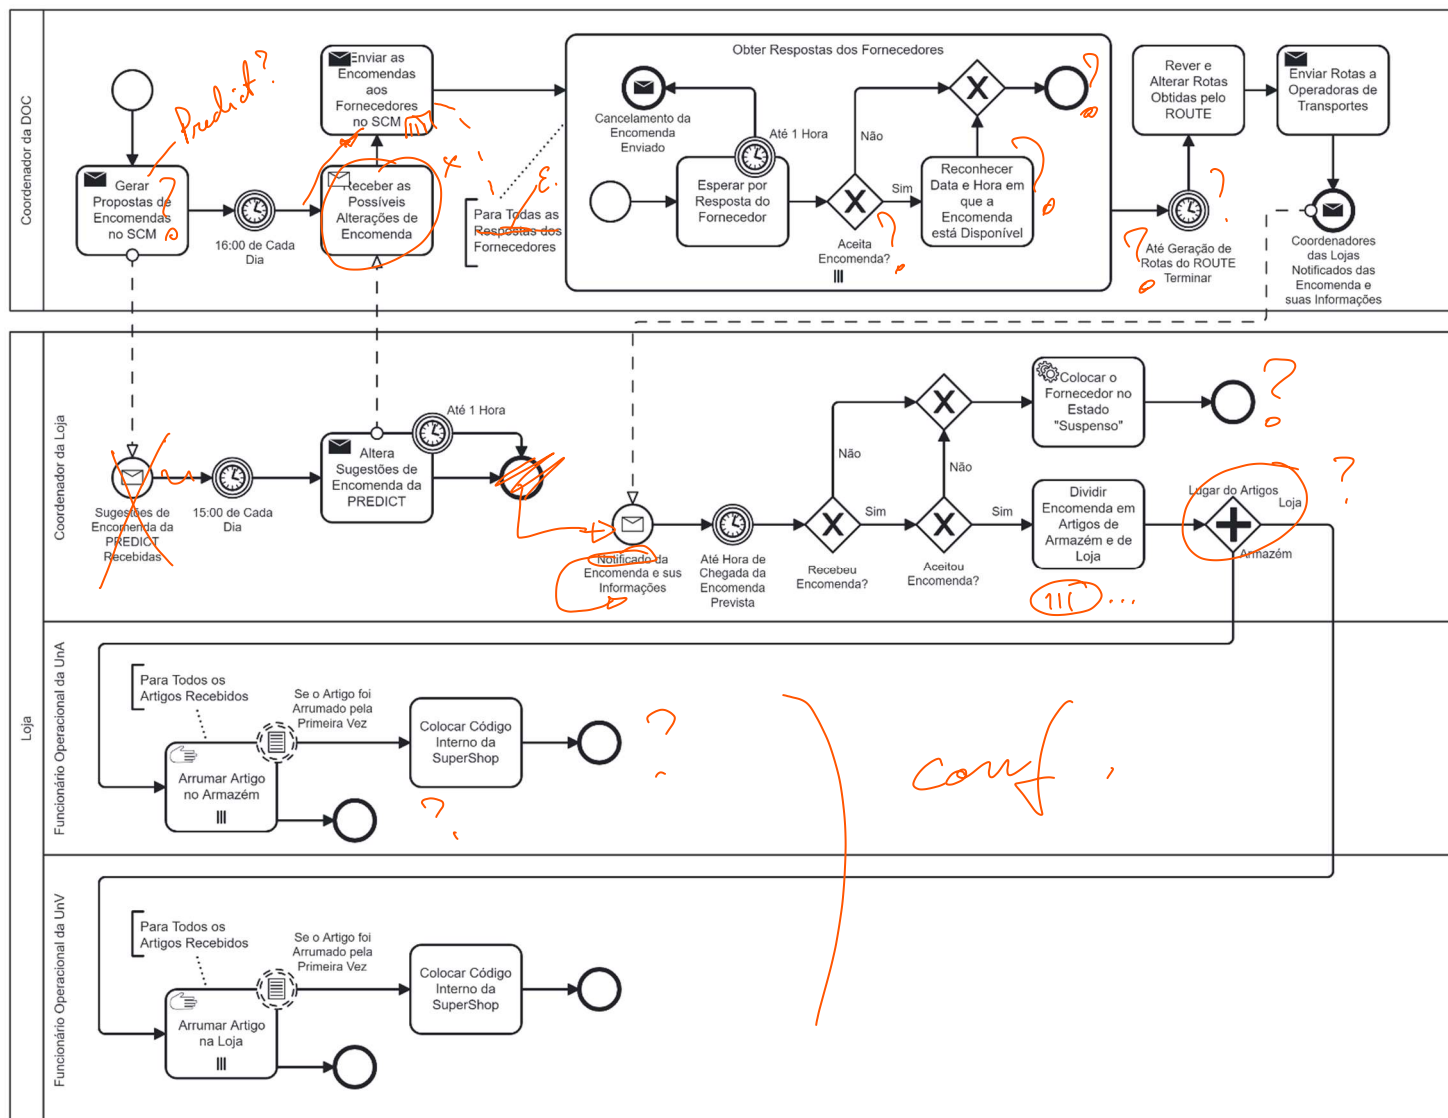 Coordenador da DOC
Predict?
Gerar
Propostas de
Encomendas
no SCM
?
16:00 de Cada
Dia
Enviar as
Encomendas
aos
Fornecedores
no SCM
Receber as
Possíveis
Alterações de
Encomenda
x
E.
Para Todas as
Respostas dos
Fornecedores
Obter Respostas dos Fornecedores
Cancelamento da
Encomenda
Enviado
Até 1 Hora
Esperar por
Resposta do
Fornecedor
Não
Sim
Aceita
Encomenda?
?
Reconhecer
Data e Hora em
que a
Encomenda
está Disponível
?
?
Rever e
Alterar Rotas
Obtidas pelo
ROUTE
?
?
Até Geração de
Rotas do ROUTE
Terminar
Enviar Rotas a
Operadoras de
Transportes
Coordenadores
das Lojas
Notificados das
Encomenda e
suas Informações
Loja
Coordenador da Loja
Sugestões de
Encomenda da
PREDICT
Recebidas
15:00 de Cada
Dia
Altera
Sugestões de
Encomenda da
PREDICT
Até 1 Hora
Notificado da
Encomenda e sus
Informações
Até Hora de
Chegada da
Encomenda
Prevista
Não
Sim
Recebeu
Encomenda?
Não
Sim
Aceitou
Encomenda?
Colocar o
Fornecedor no
Estado
"Suspenso"
?
Dividir
Encomenda em
Artigos de
Armazém e de
Loja
...
Lugar do Artigos
Loja
Armazém
?
Funcionário Operacional da UnA
Para Todos os
Artigos Recebidos
Se o Artigo foi
Arrumado pela
Primeira Vez
Arrumar Artigo
no Armazém
Colocar Código
Interno da
SuperShop
?
?
conf.
Funcionário Operacional da UnV
Para Todos os
Artigos Recebidos
Se o Artigo foi
Arrumado pela
Primeira Vez
Arrumar Artigo
na Loja
Colocar Código
Interno da
SuperShop